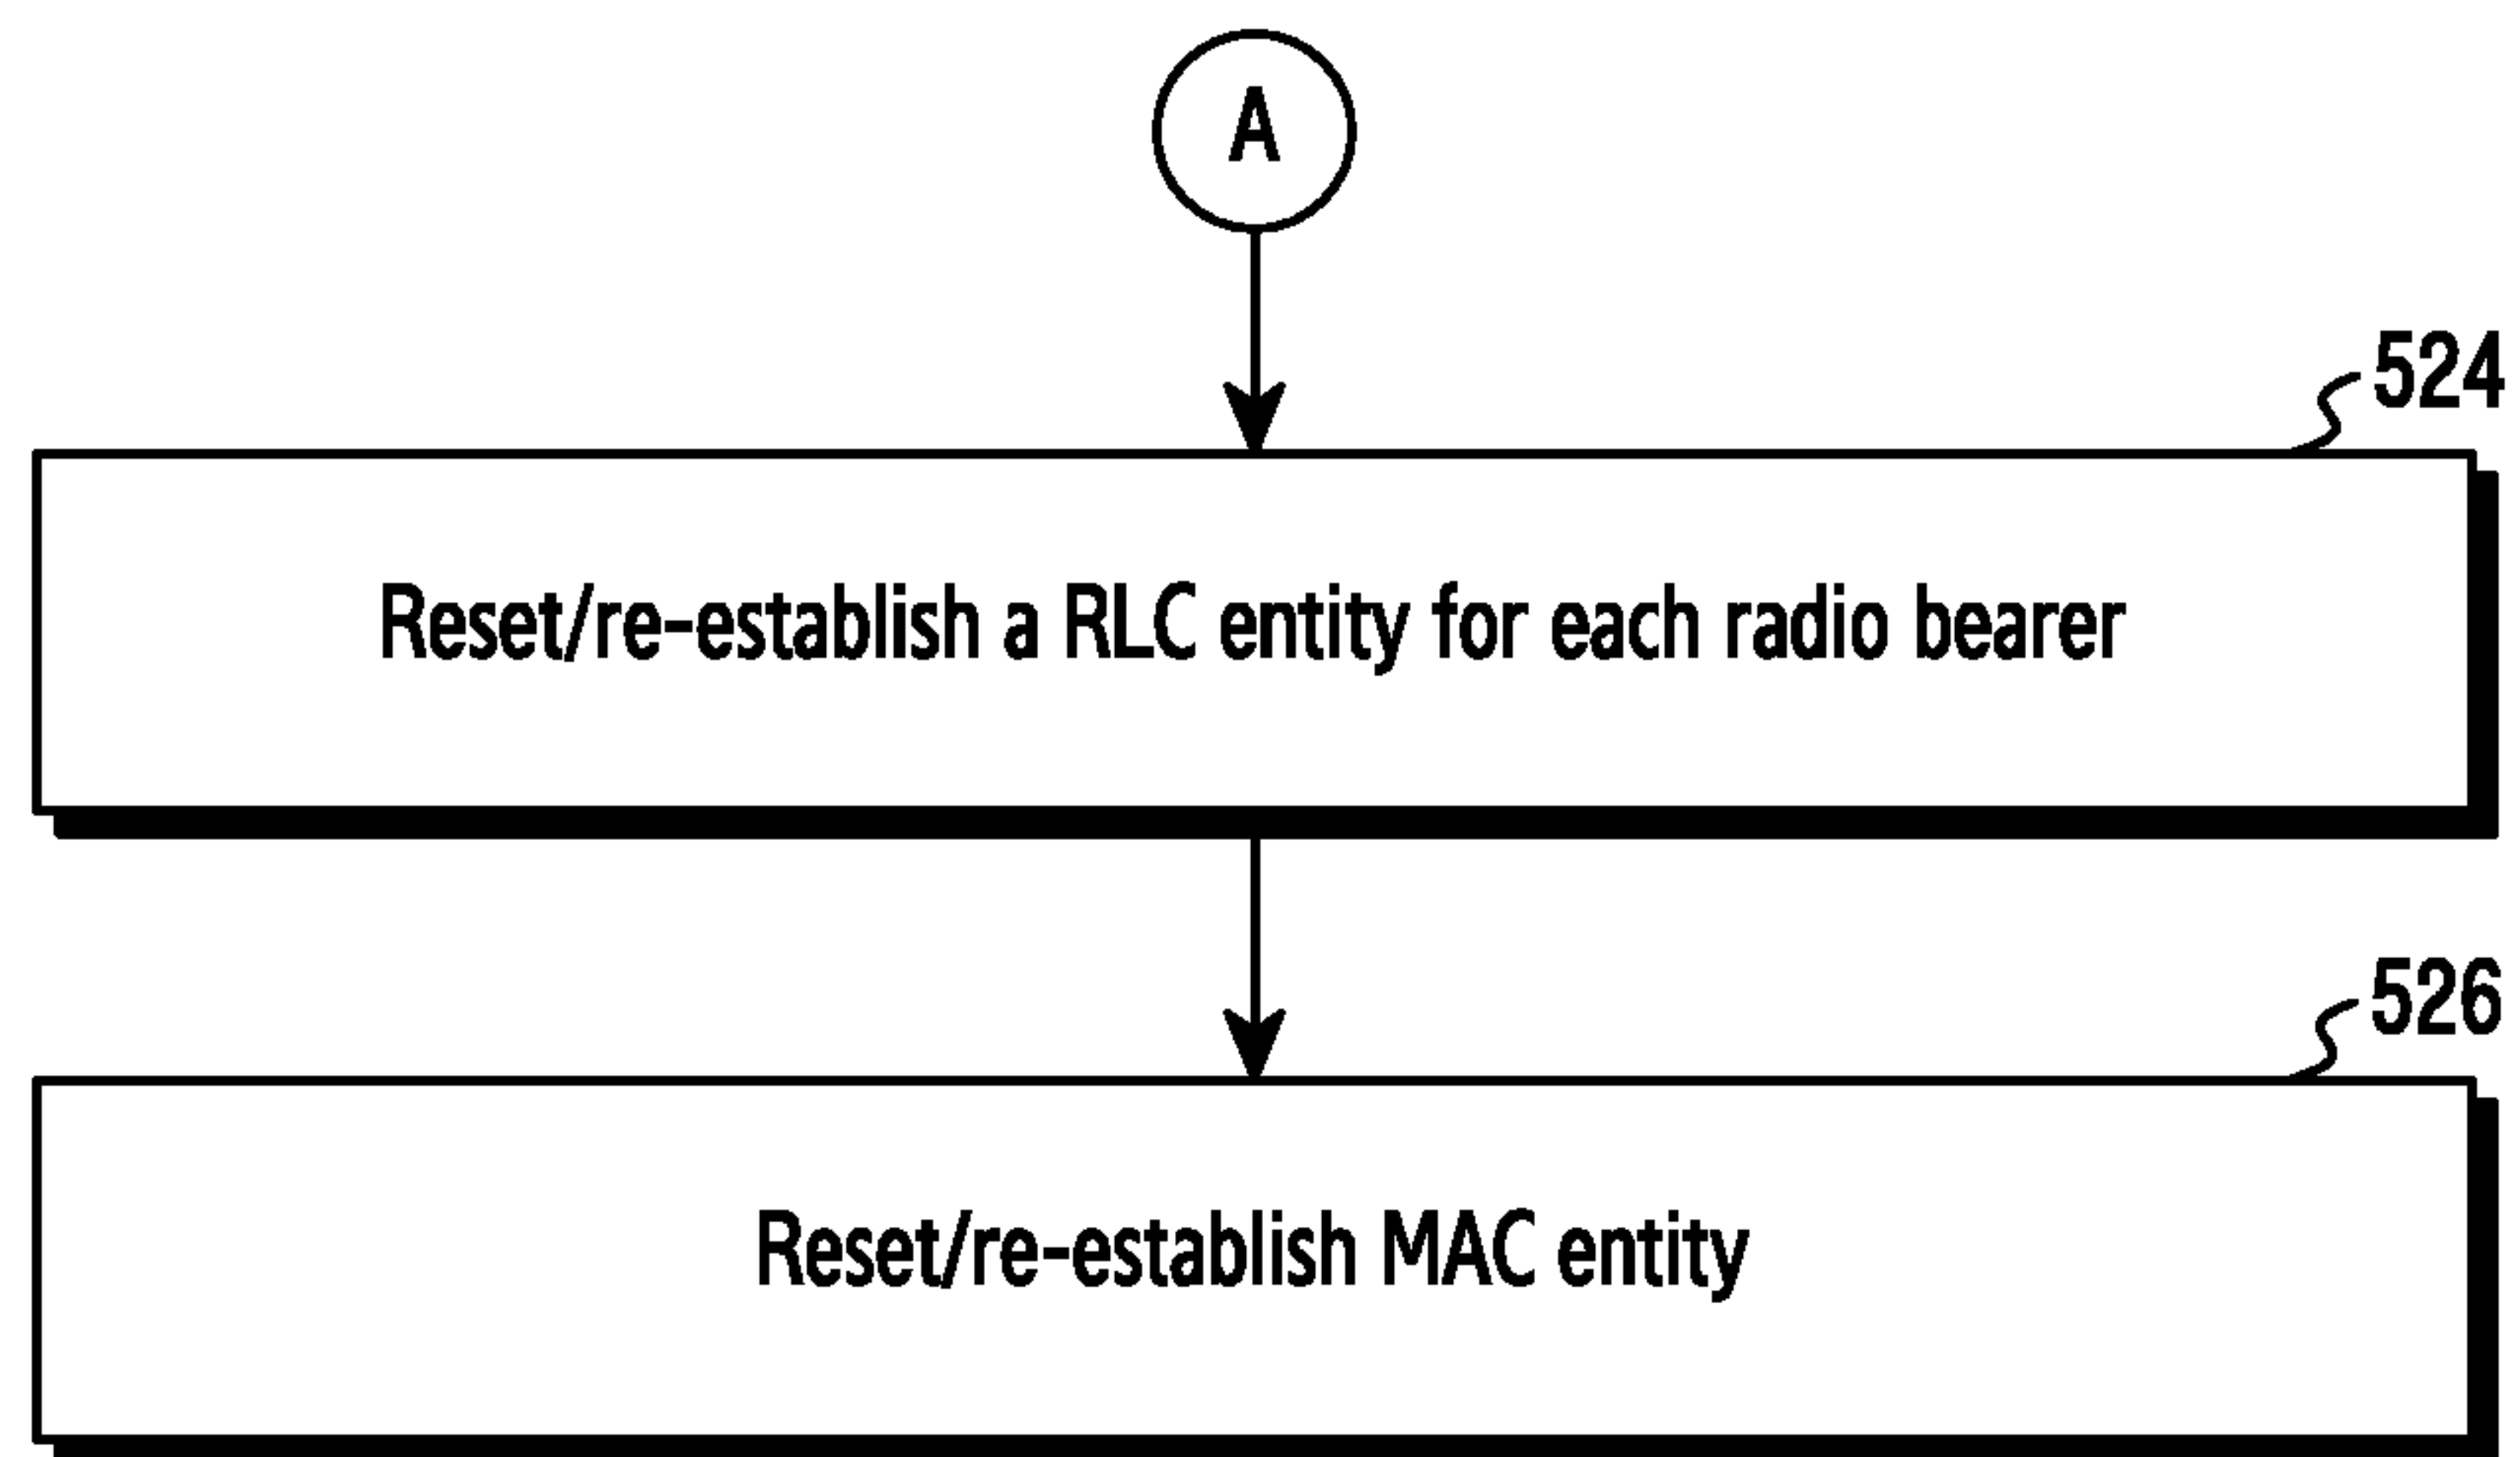 A
524
Reset/re-establish a RLC entity for each radio bearer
526
Reset/re-establish MAC entity